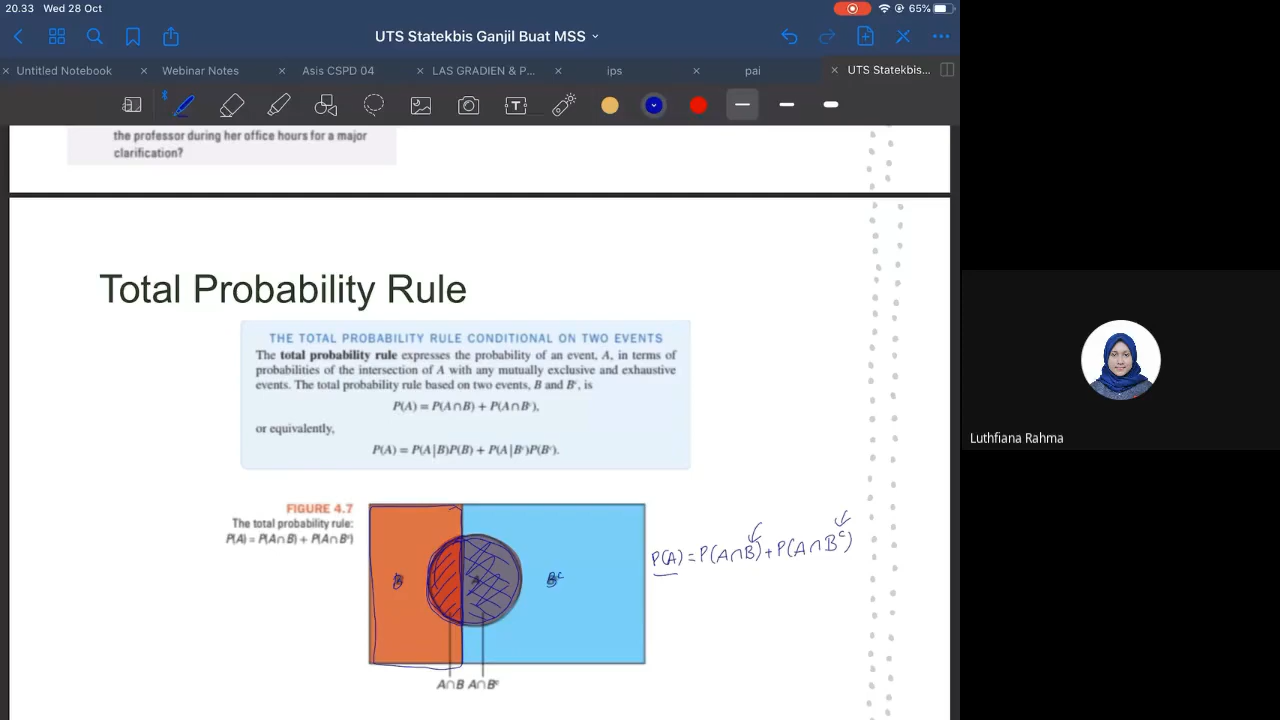 20.33 Wed 28 Oct
65%
UTS Statekbis Ganjil Buat MSS
Untitled Notebook
Webinar Notes
Asis CSPD 04
LAS GRADIEN & P...
ips
pai
UTS Statekbis...
the professor during her office hours for a major
clarification?
Total Probability Rule
THE TOTAL PROBABILITY RULE CONDITIONAL ON TWO EVENTS
The total probability rule expresses the probability of an event, A, in terms of
probabilities of the intersection of A with any mutually exclusive and exhaustive
events. The total probability rule based on two events, B and Bᶜ, is
P(A) = P(A∩B) + P(A∩Bᶜ),
or equivalently,
P(A) = P(A|B)P(B) + P(A|Bᶜ)P(Bᶜ).
FIGURE 4.7
The total probability rule:
P(A) = P(A∩B) + P(A∩Bᶜ)
B
A
Bᶜ
A∩B A∩Bᶜ
P(A) = P(A∩B) + P(A∩Bᶜ)
Luthfiana Rahma